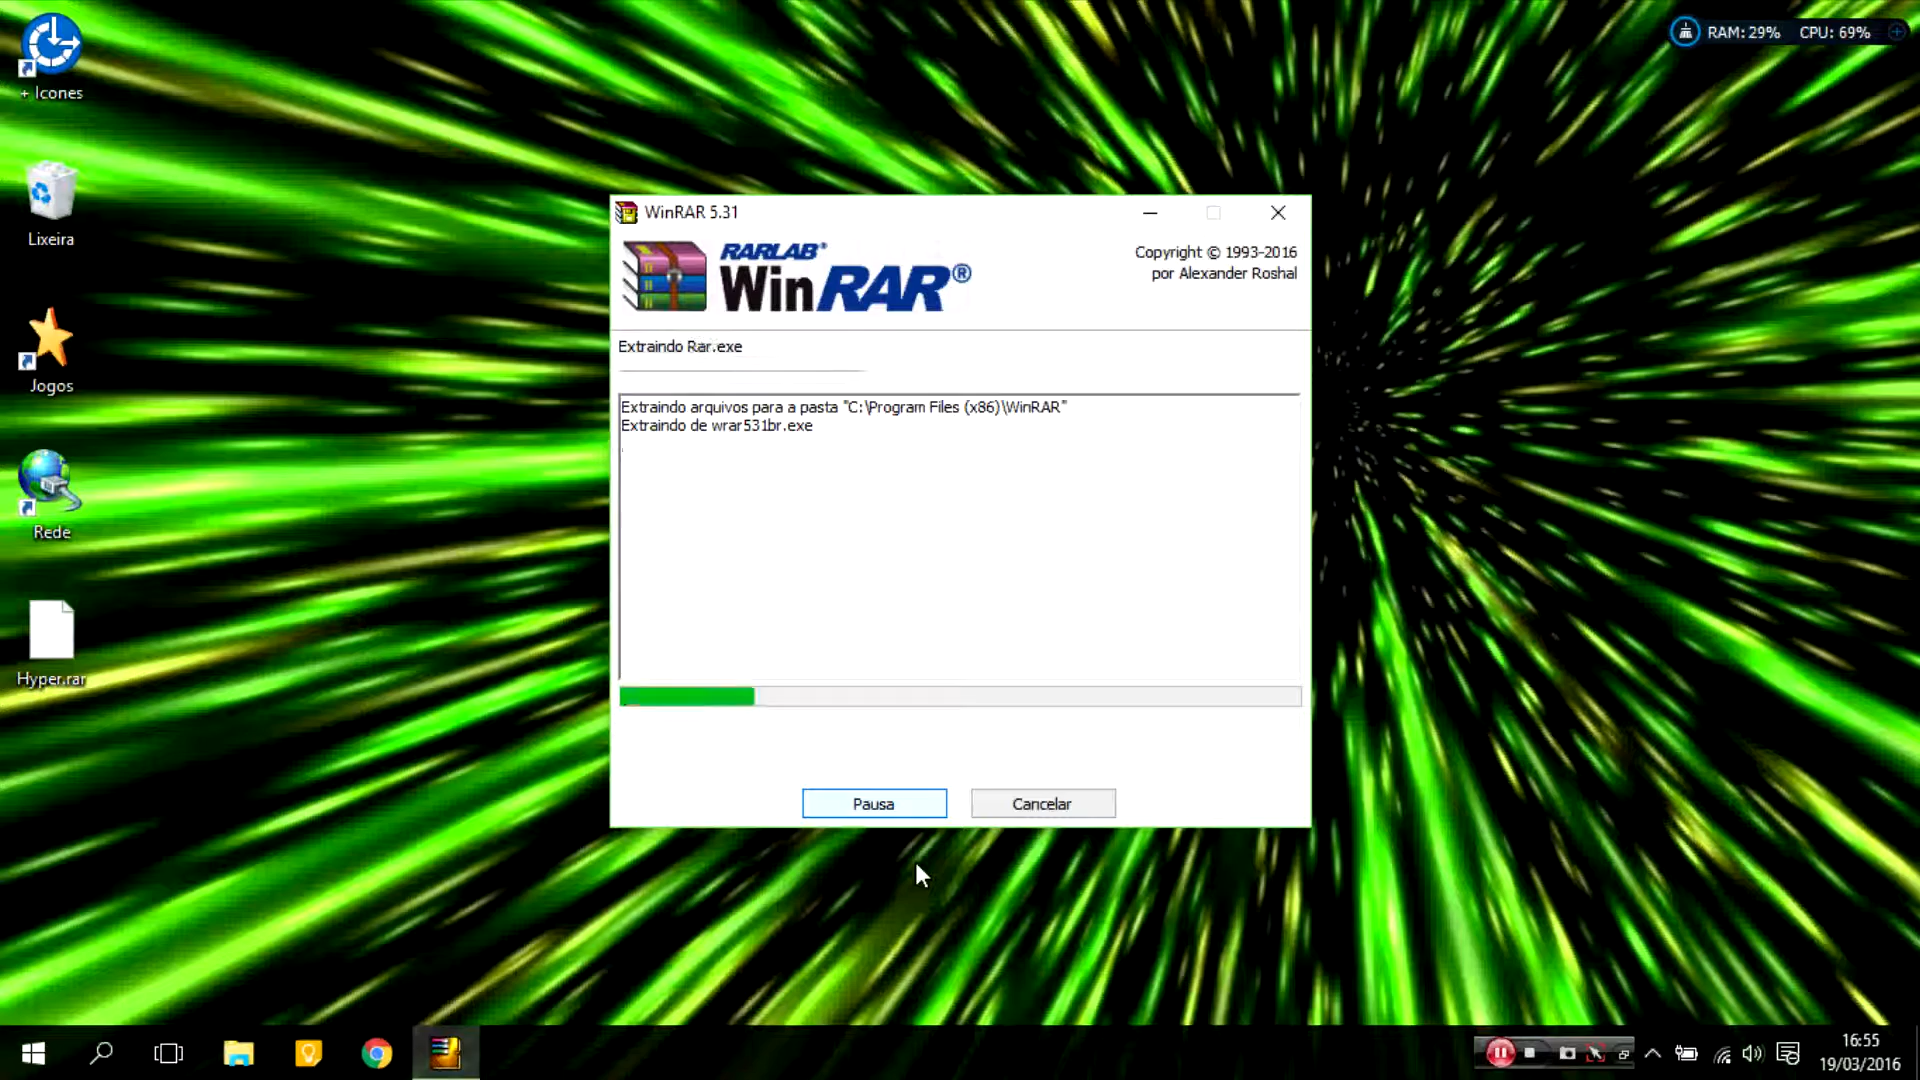 + Icones
Lixeira
Jogos
Rede
Hyper.rar
RAM: 29% CPU: 69%
WinRAR 5.31
RARLAB®
WinRAR®
Copyright © 1993-2016
por Alexander Roshal
Extraindo Rar.exe
Extraindo arquivos para a pasta "C:\Program Files (x86)\WinRAR"
Extraindo de wrar531br.exe
Pausa
Cancelar
16:55
19/03/2016